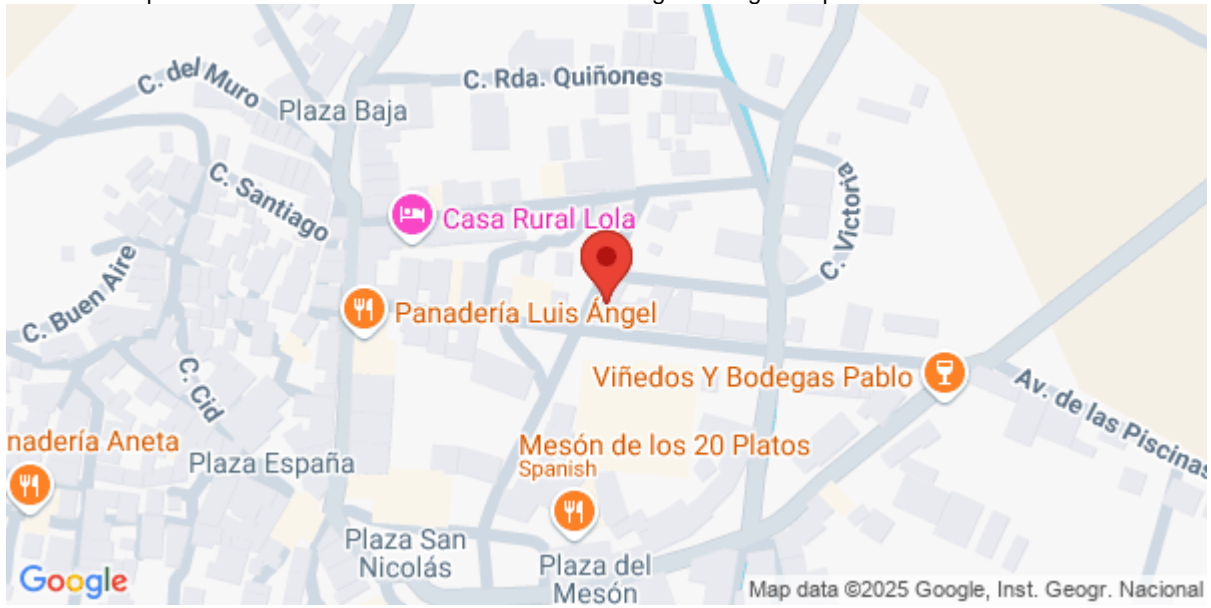 C. del Muro
C. Rda. Quiñones
Plaza Baja
C. Santiago
Casa Rural Lola
C. Victoria
C. Buen Aire
Panadería Luis Ángel
C. Cid
Viñedos Y Bodegas Pablo
Av. de las Piscinas
nadería Aneta
Plaza España
Mesón de los 20 Platos
Spanish
Plaza San
Nicolás
Plaza del
Mesón
Google
Map data ©2025 Google, Inst. Geogr. Nacional